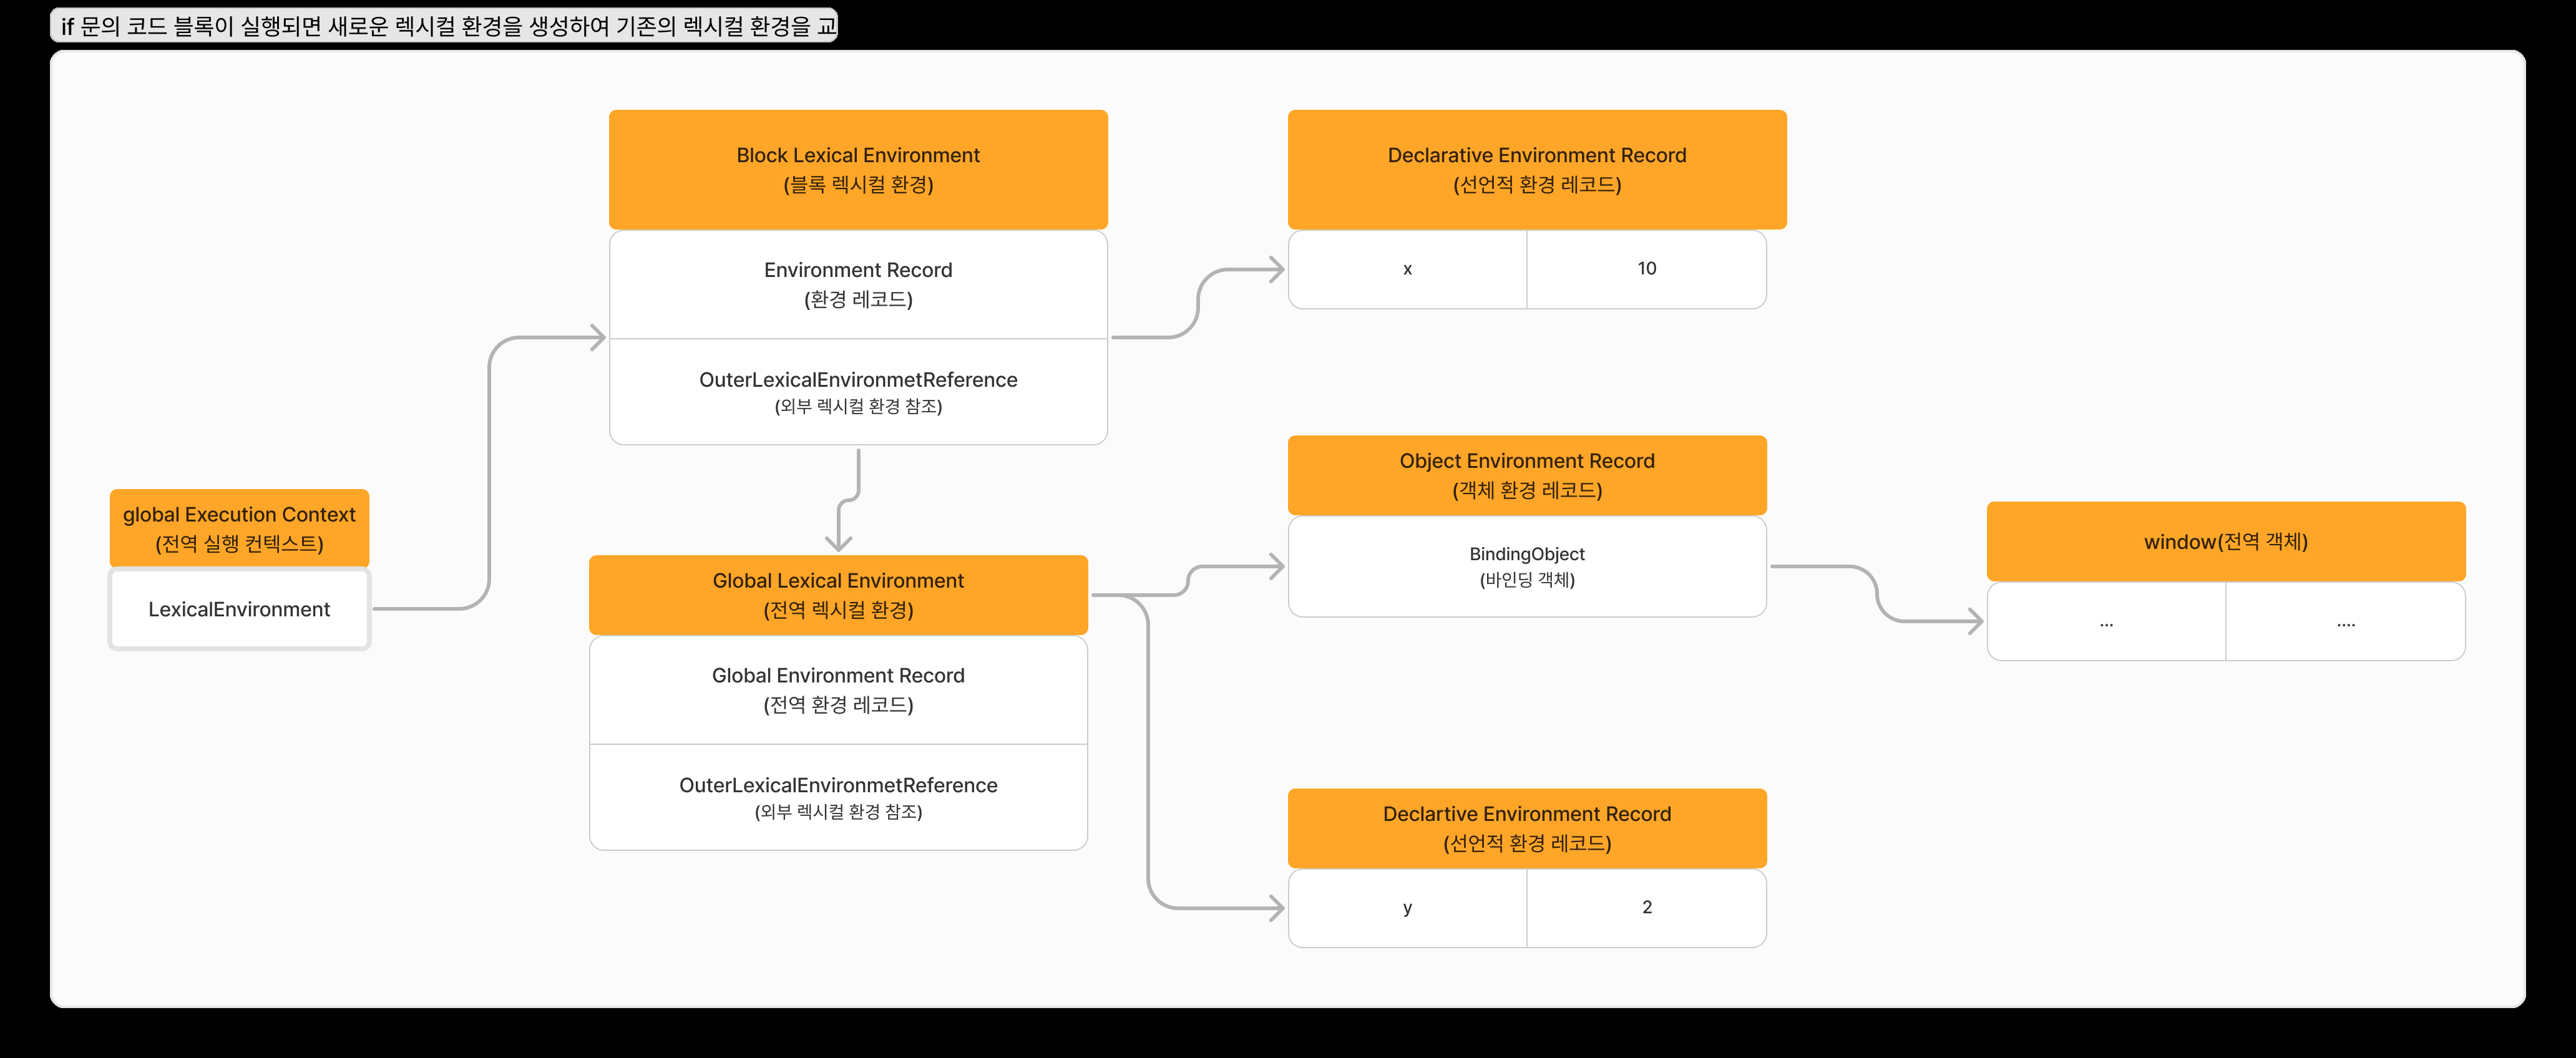 if 문의 코드 블록이 실행되면 새로운 렉시컬 환경을 생성하여 기존의 렉시컬 환경을 교
Block Lexical Environment
(블록 렉시컬 환경)
Environment Record
(환경 레코드)
OuterLexicalEnvironmetReference
(외부 렉시컬 환경 참조)
Declarative Environment Record
(선언적 환경 레코드)
x 10
global Execution Context
(전역 실행 컨텍스트)
LexicalEnvironment
Global Lexical Environment
(전역 렉시컬 환경)
Global Environment Record
(전역 환경 레코드)
OuterLexicalEnvironmetReference
(외부 렉시컬 환경 참조)
Object Environment Record
(객체 환경 레코드)
BindingObject
(바인딩 객체)
window(전역 객체)
... ....
Declartive Environment Record
(선언적 환경 레코드)
y 2